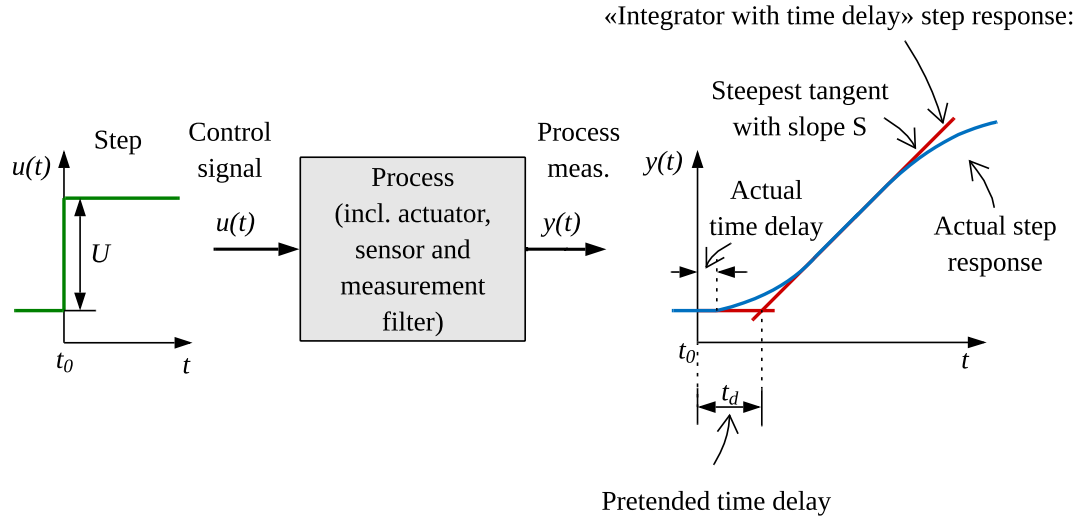 «Integrator with time delay» step response:
Steepest tangent
with slope S
Step
Control
signal
Process
meas.
u(t)
y(t)
Process
(incl. actuator,
sensor and
measurement
filter)
Actual
time delay
u(t)
y(t)
U
Actual step
response
t0
t
t0
t
td
Pretended time delay